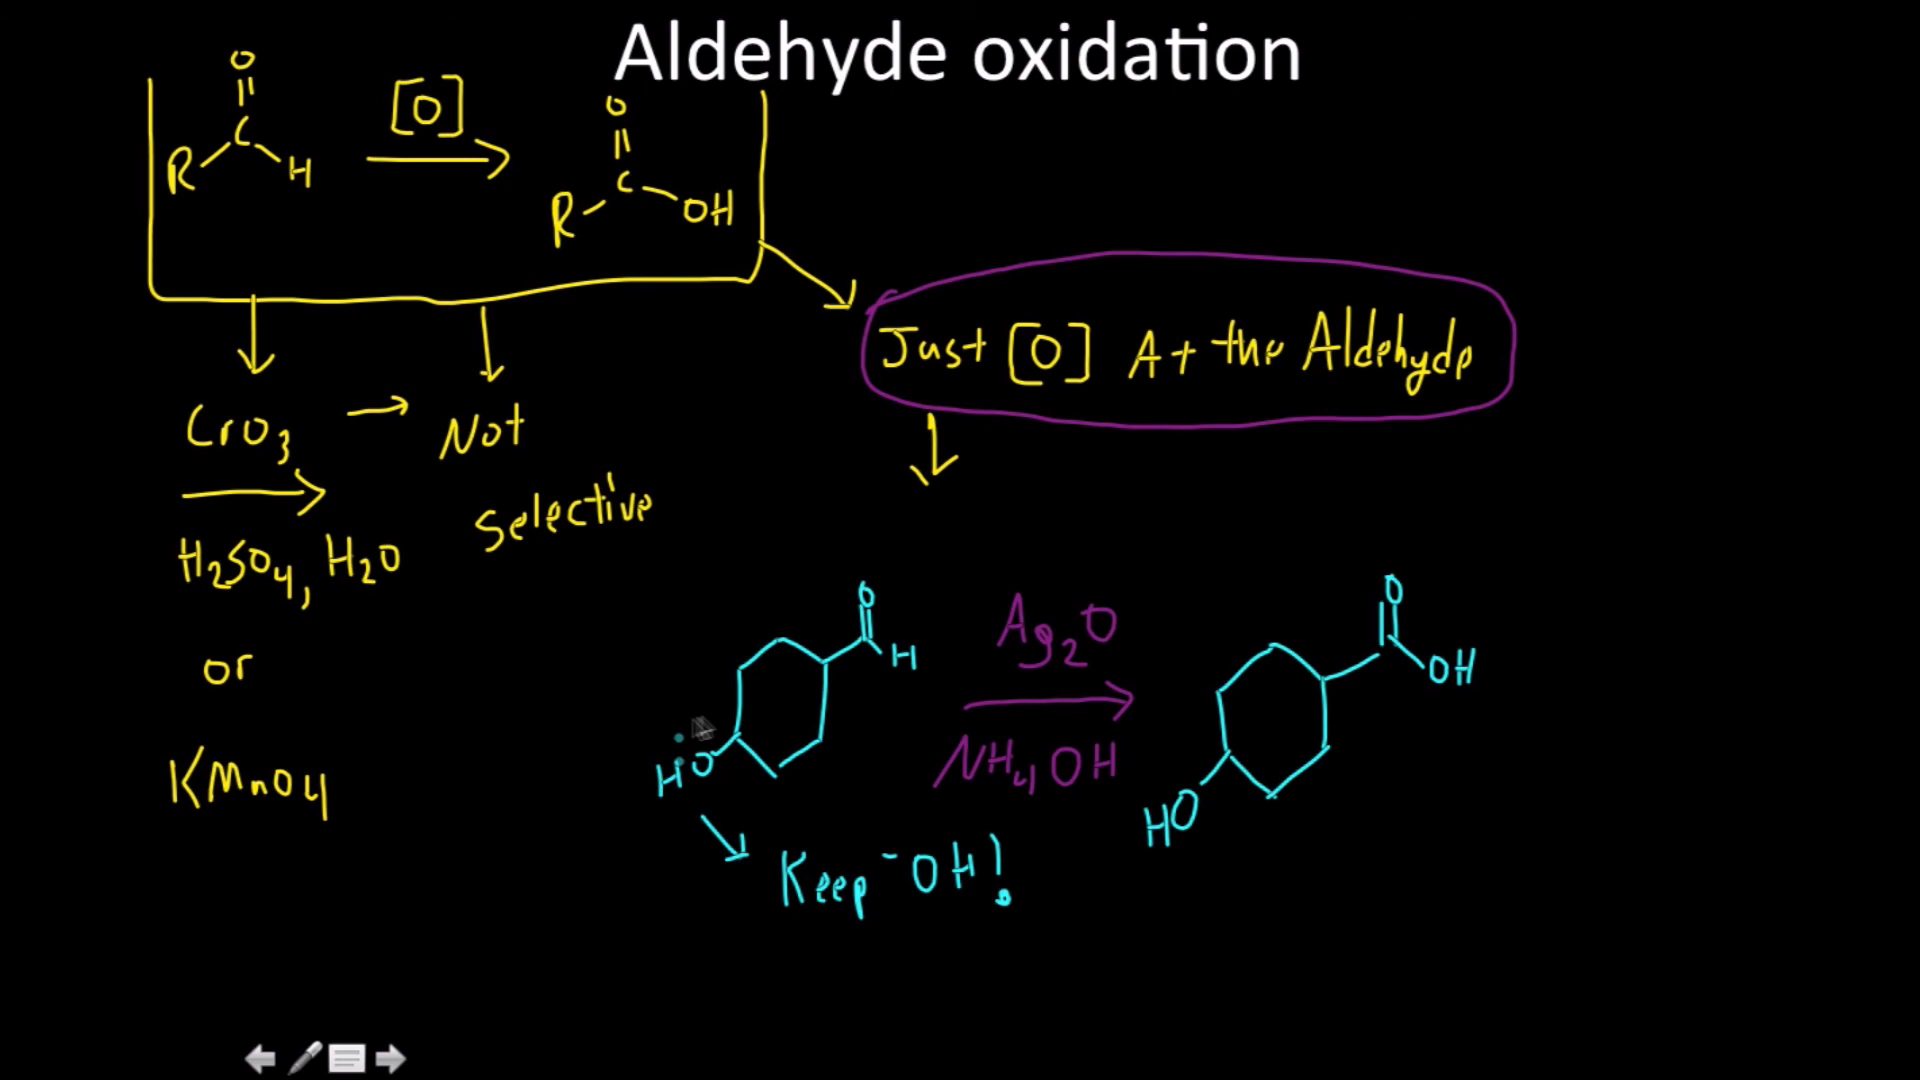 Aldehyde oxidation
O
C
R H
[O]
O
C
R OH
Just [O] At the Aldehyde
CrO3
H2SO4, H2O
or
KMnO4
Not
Selective
O
H
HO
Ag2O
NH4OH
O
OH
HO
Keep -OH!